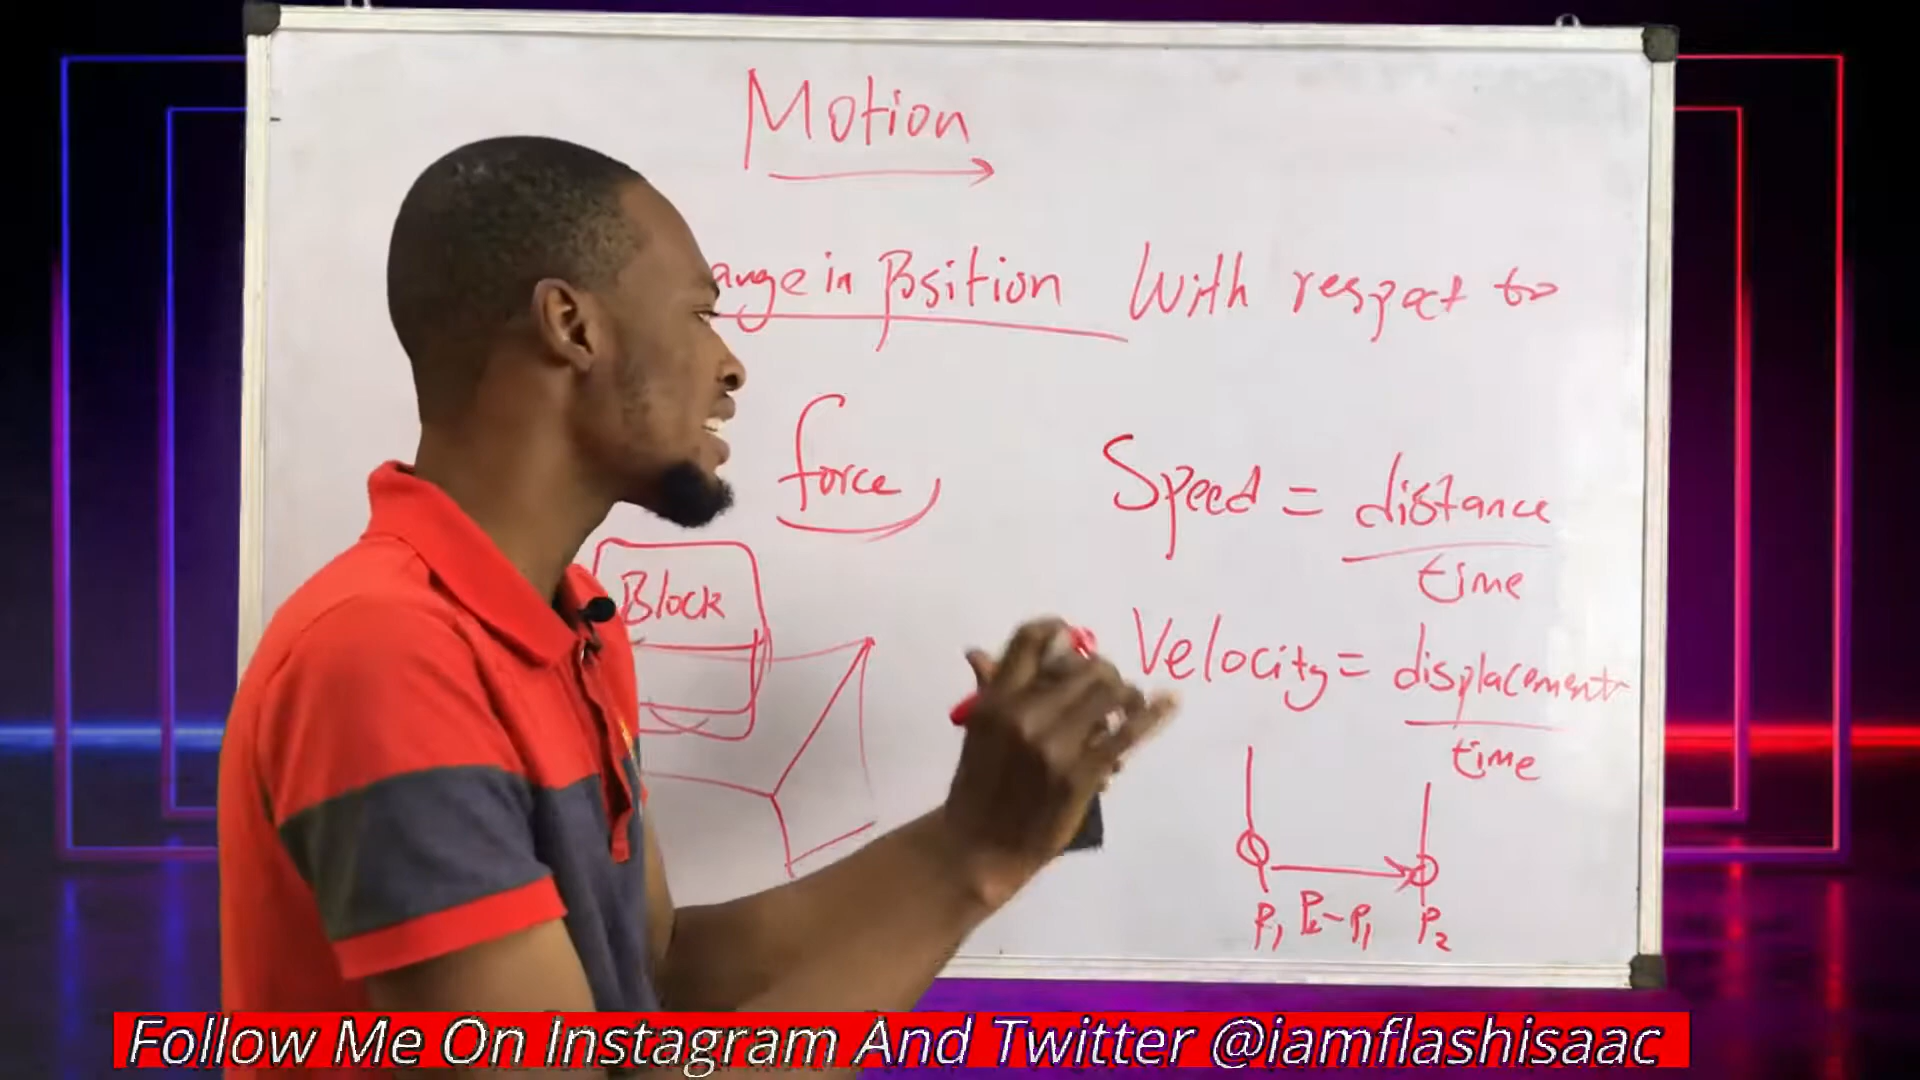 Motion
ange in Position With respect to
force
Speed = distance
time
Block
Velocity = displacement
time
P1 P2-P1 P2
Follow Me On Instagram And Twitter @iamflashisaac